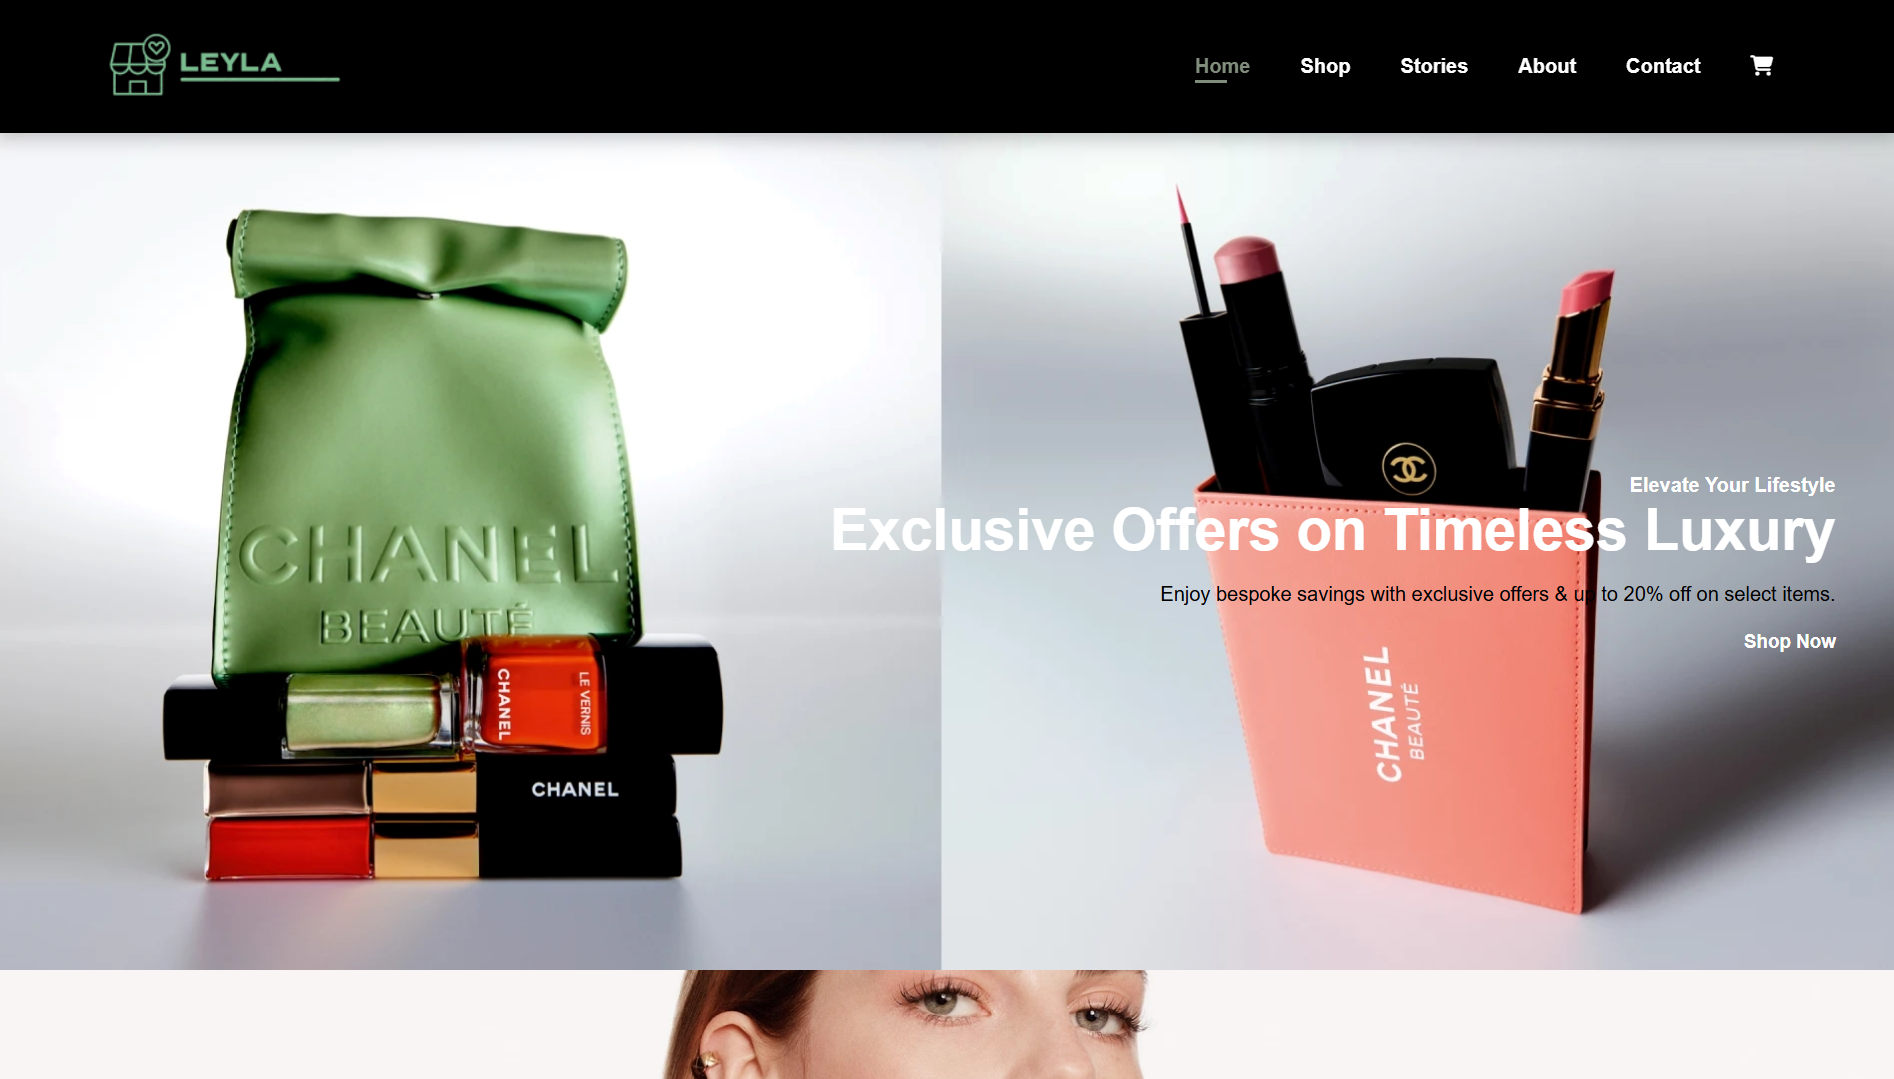 LEYLA
Home Shop Stories About Contact
CHANEL
BEAUTÉ
CHANEL
LE VERNIS
CHANEL
Elevate Your Lifestyle
Exclusive Offers on Timeless Luxury
Enjoy bespoke savings with exclusive offers & up to 20% off on select items.
Shop Now
CHANEL
BEAUTÉ